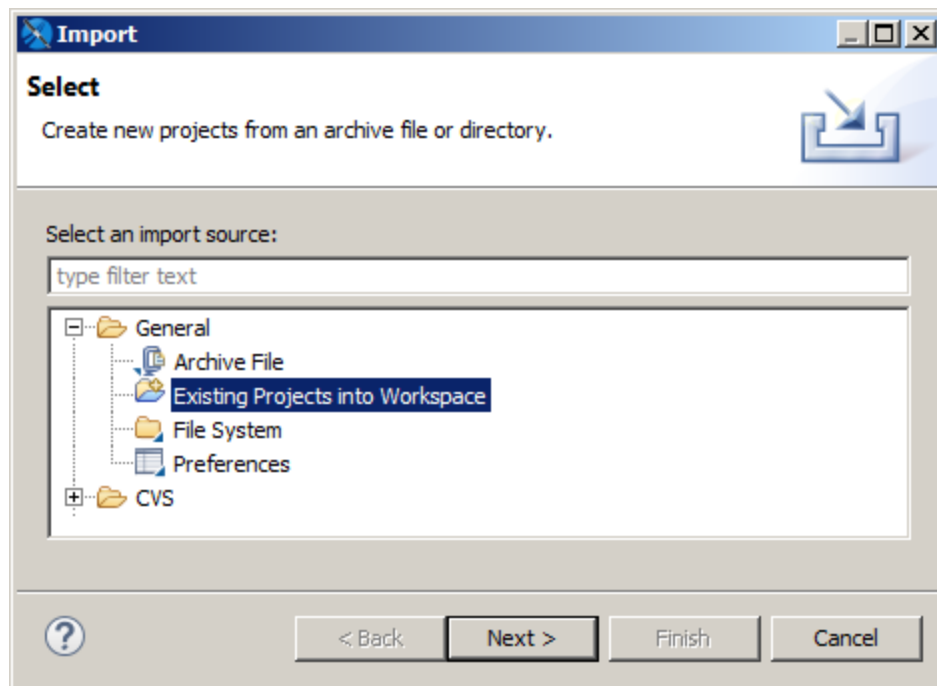 Import
Select
Create new projects from an archive file or directory.
Select an import source:
type filter text
General
Archive File
Existing Projects into Workspace
File System
Preferences
CVS
? < Back Next > Finish Cancel